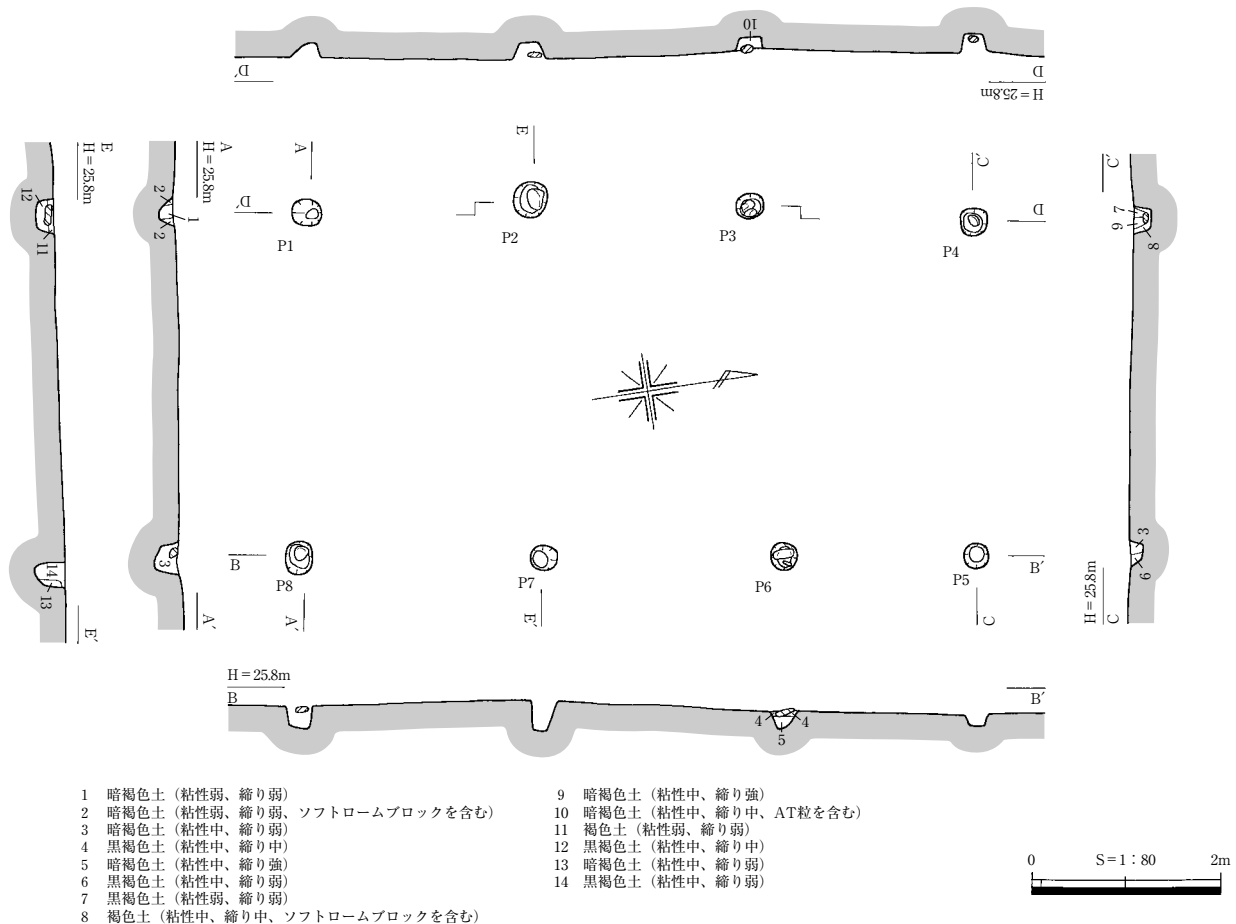 10
D′
D
H＝25.8m
E
H＝25.8m
A
H＝25.8m
A
E
C′
C′
12
11
2
1
2
D′
D
7
9
8
P1
P2
P3
P4
14
13
3
3
6
B
B′
P8
P7
P6
P5
E′
A′
A′
E′
C
H＝25.8m
C
H＝25.8m
B
B′
4
4
5
1　暗褐色土（粘性弱、締り弱）
2　暗褐色土（粘性弱、締り弱、ソフトロームブロックを含む）
3　暗褐色土（粘性中、締り弱）
4　黒褐色土（粘性中、締り中）
5　暗褐色土（粘性中、締り強）
6　黒褐色土（粘性中、締り弱）
7　黒褐色土（粘性弱、締り弱）
8　褐色土（粘性中、締り中、ソフトロームブロックを含む）
9　暗褐色土（粘性中、締り強）
10　暗褐色土（粘性中、締り中、AT粒を含む）
11　褐色土（粘性弱、締り弱）
12　黒褐色土（粘性中、締り中）
13　暗褐色土（粘性中、締り弱）
14　黒褐色土（粘性中、締り弱）
0　S＝1：80　2m